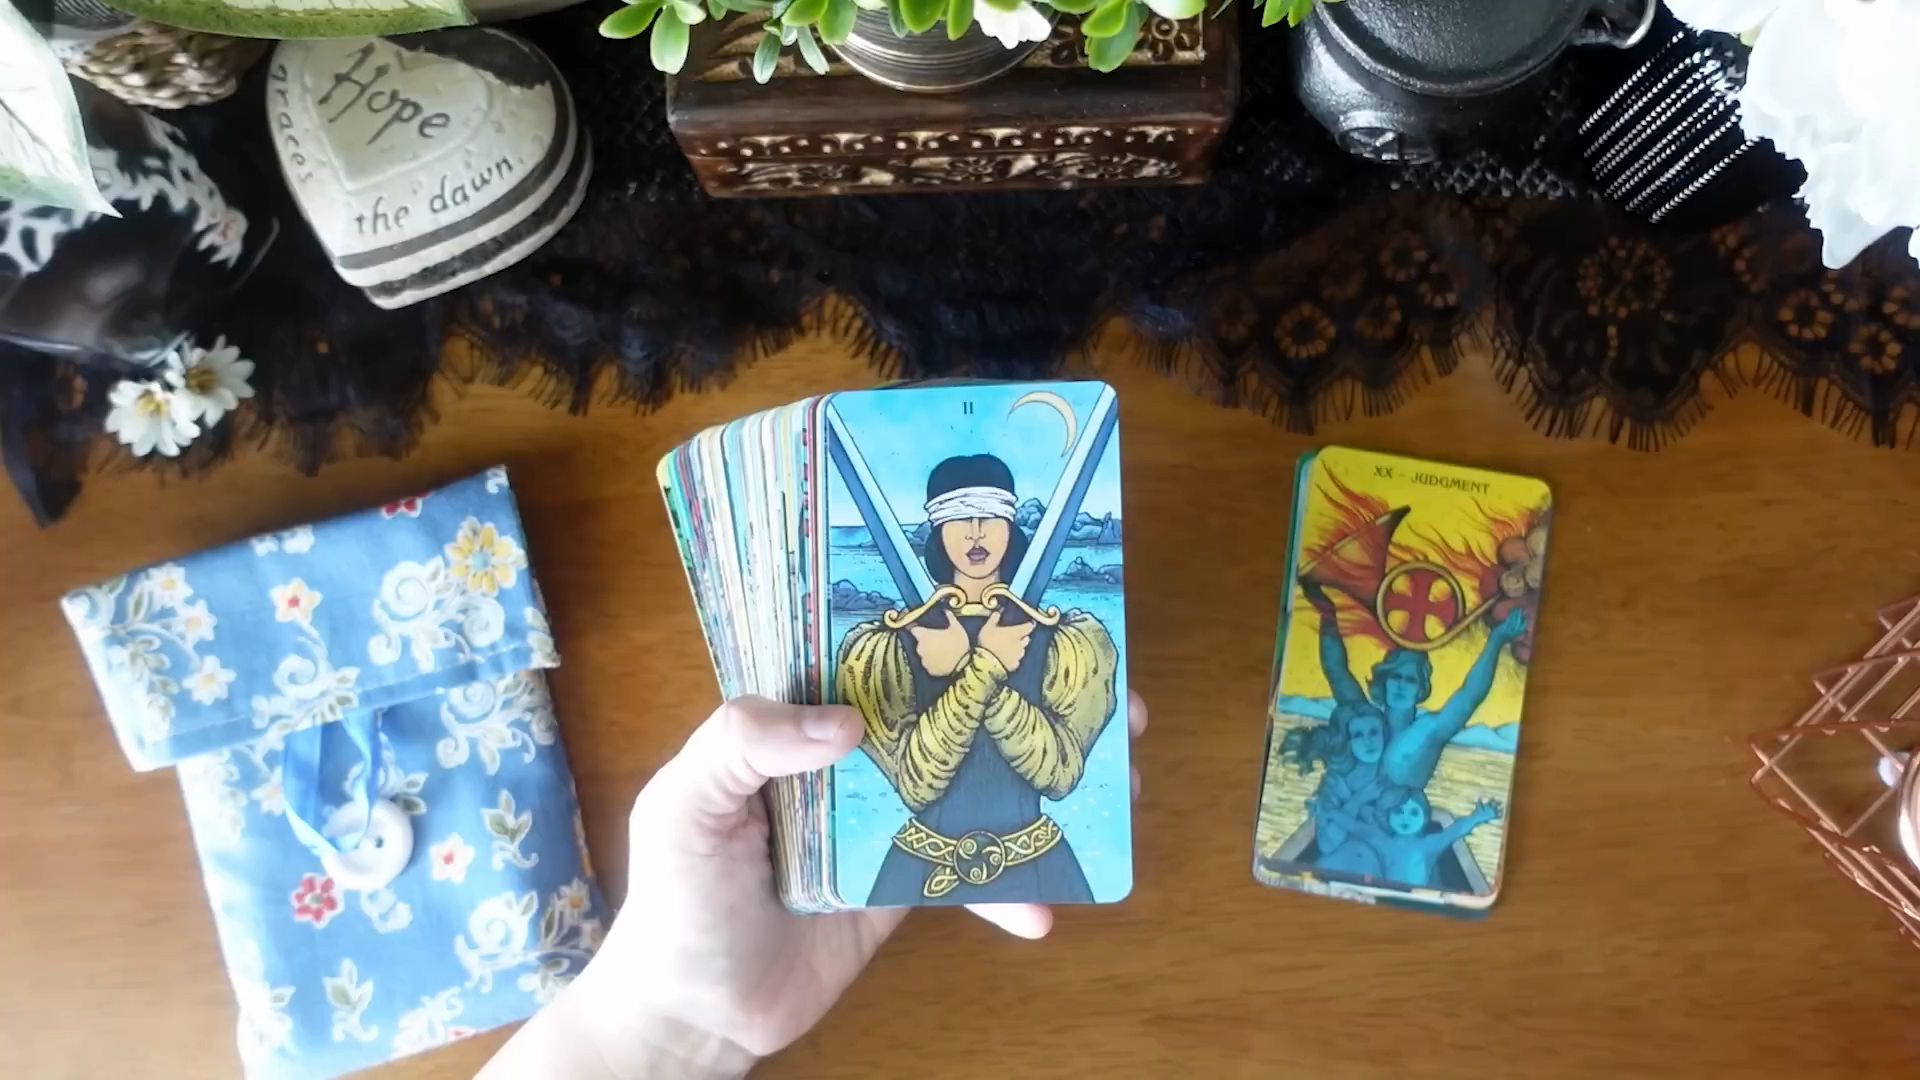 Hope
graces
the dawn.
II
XX - JUDGMENT